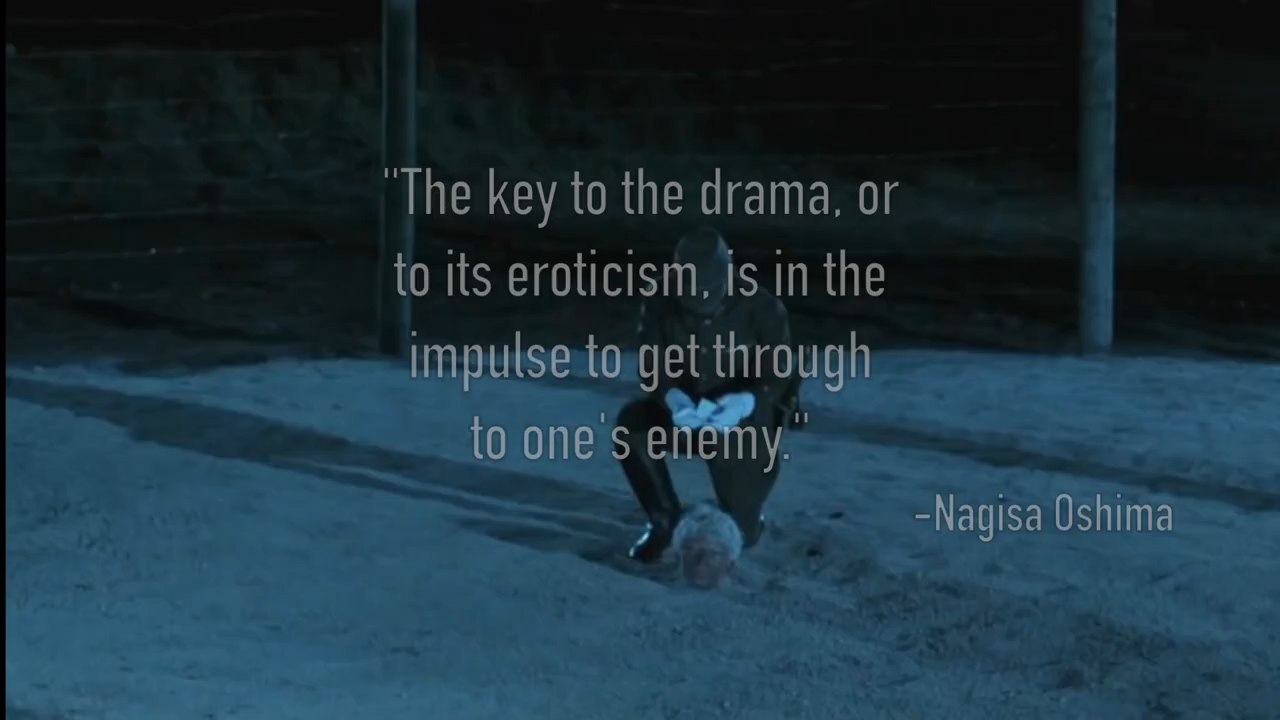 "The key to the drama, or
to its eroticism, is in the
impulse to get through
to one's enemy."
-Nagisa Oshima